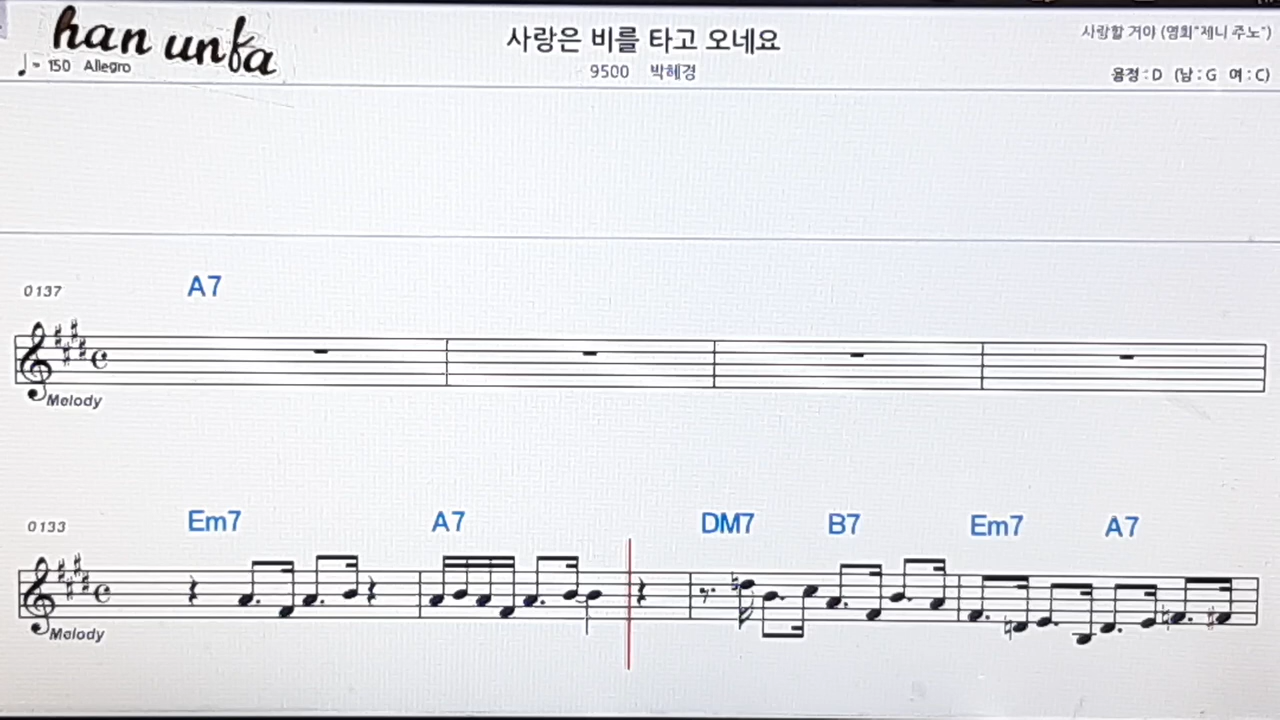 han unfa
♩= 150 Allegro
사랑은 비를 타고 오네요
9500 박혜경
사랑할 거야 (영화"제니 주노")
원정 : D (남 : G 여 : C)
0137
A7
Melody
0133
Em7 A7 DM7 B7 Em7 A7
Melody